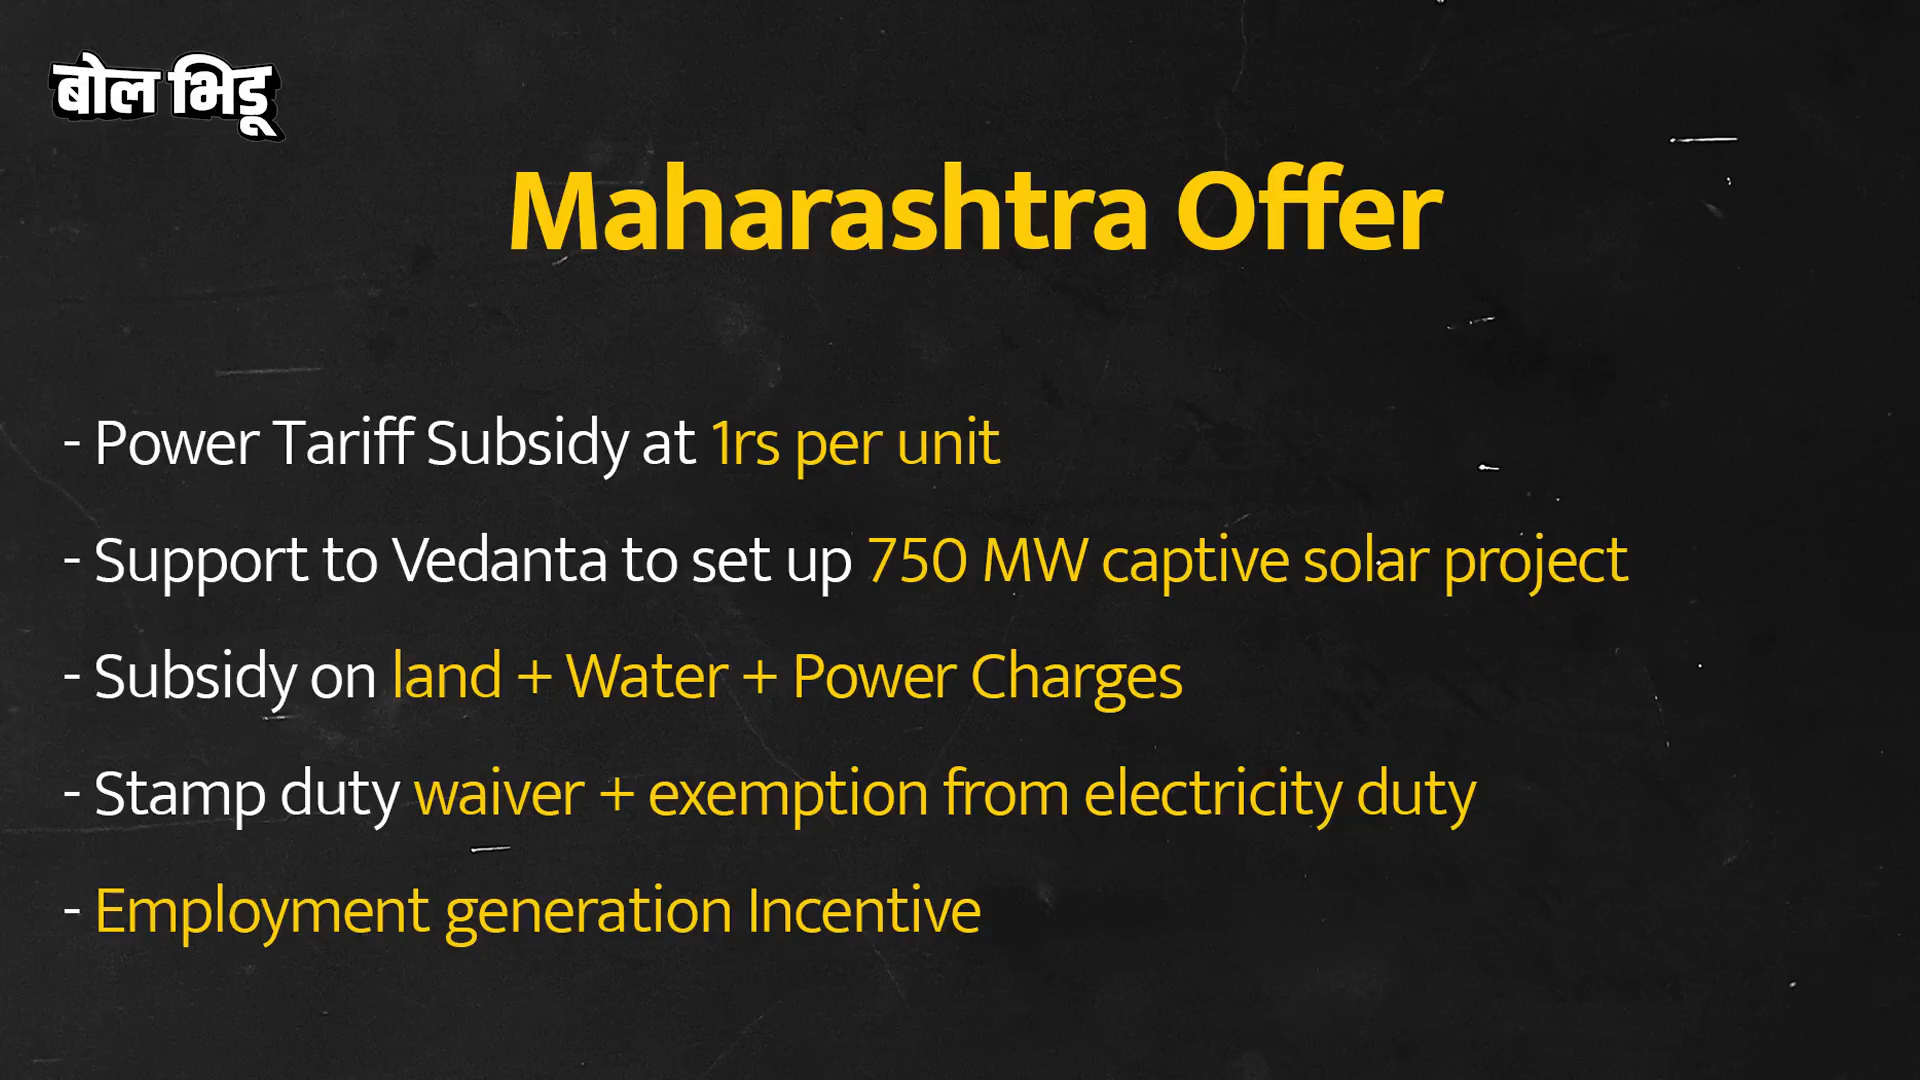 बोल भिडू
Maharashtra Offer
- Power Tariff Subsidy at 1rs per unit
- Support to Vedanta to set up 750 MW captive solar project
- Subsidy on land + Water + Power Charges
- Stamp duty waiver + exemption from electricity duty
- Employment generation Incentive